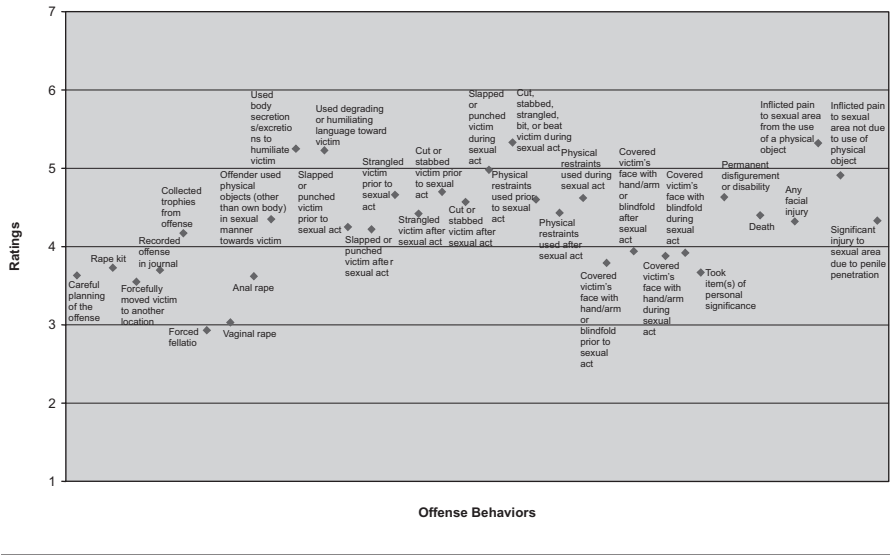 7
6
5
4
3
2
1
Ratings
Careful
planning
of the
offense
Rape kit
Forcefully
moved victim
to another
location
Recorded
offense
in journal
Collected
trophies
from
offense
Forced
fellatio
Vaginal rape
Anal rape
Offender used
physical
objects (other
than own body)
in sexual
manner
towards victim
Used
body
secretion
s/excretio
ns to
humiliate
victim
Used degrading
or humiliating
language toward
victim
Slapped
or
punched
victim
prior to
sexual act
Slapped or
punched
victim after
sexual act
Strangled
victim
prior to
sexual
act
Strangled
victim after
sexual act
Cut or
stabbed
victim prior
to sexual
act
Cut or
stabbed
victim after
sexual act
Slapped
or
punched
victim
during
sexual
act
Cut,
stabbed,
strangled,
bit, or beat
victim during
sexual act
Physical
restraints
used prior
to sexual
act
Physical
restraints
used after
sexual act
Physical
restraints
used during
sexual act
Covered
victim's
face with
hand/arm
or
blindfold
prior to
sexual
act
Covered
victim's
face with
hand/arm
or
blindfold
after
sexual
act
Covered
victim's
face with
hand/arm
during
sexual
act
Covered
victim's
face with
blindfold
during
sexual
act
Took
item(s) of
personal
significance
Permanent
disfigurement
or disability
Death
Any
facial
injury
Inflicted pain
to sexual area
from the use
of a physical
object
Inflicted pain
to sexual
area not due
to use of
physical
object
Significant
injury to
sexual area
due to penile
penetration
Offense Behaviors